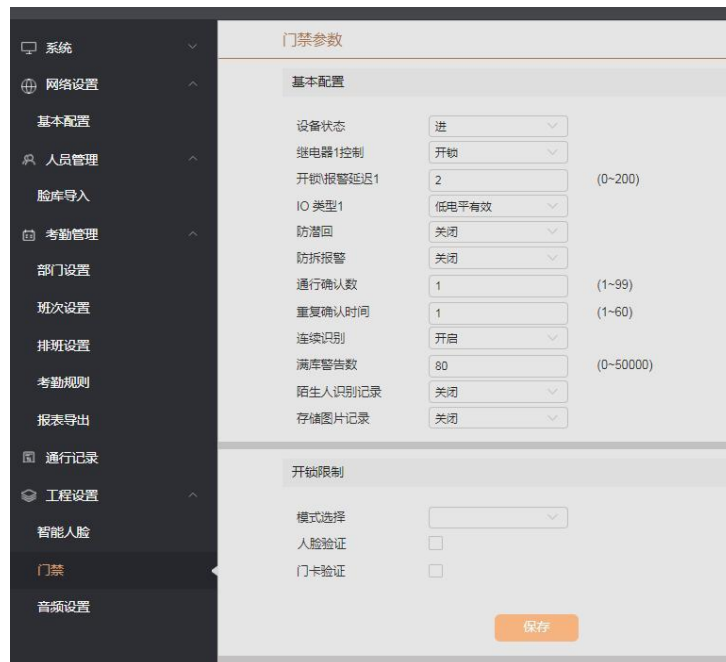 系统
网络设置
基本配置
人员管理
脸库导入
考勤管理
部门设置
班次设置
排班设置
考勤规则
报表导出
通行记录
工程设置
智能人脸
门禁
音频设置
门禁参数
基本配置
设备状态 进
继电器1控制 开锁
开锁\报警延迟1 2 (0~200)
IO 类型1 低电平有效
防潜回 关闭
防拆报警 关闭
通行确认数 1 (1~99)
重复确认时间 1 (1~60)
连续识别 开启
满库警告数 80 (0~50000)
陌生人识别记录 关闭
存储图片记录 关闭
开锁限制
模式选择
人脸验证
门卡验证
保存